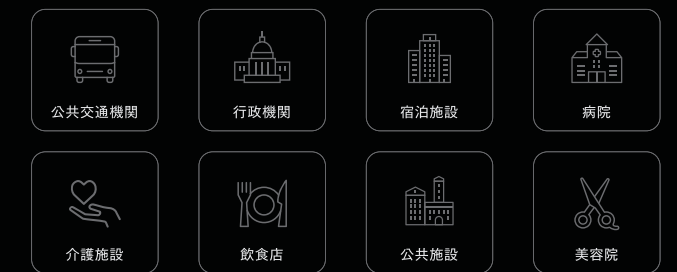 公共交通機関
行政機関
宿泊施設
病院
介護施設
飲食店
公共施設
美容院